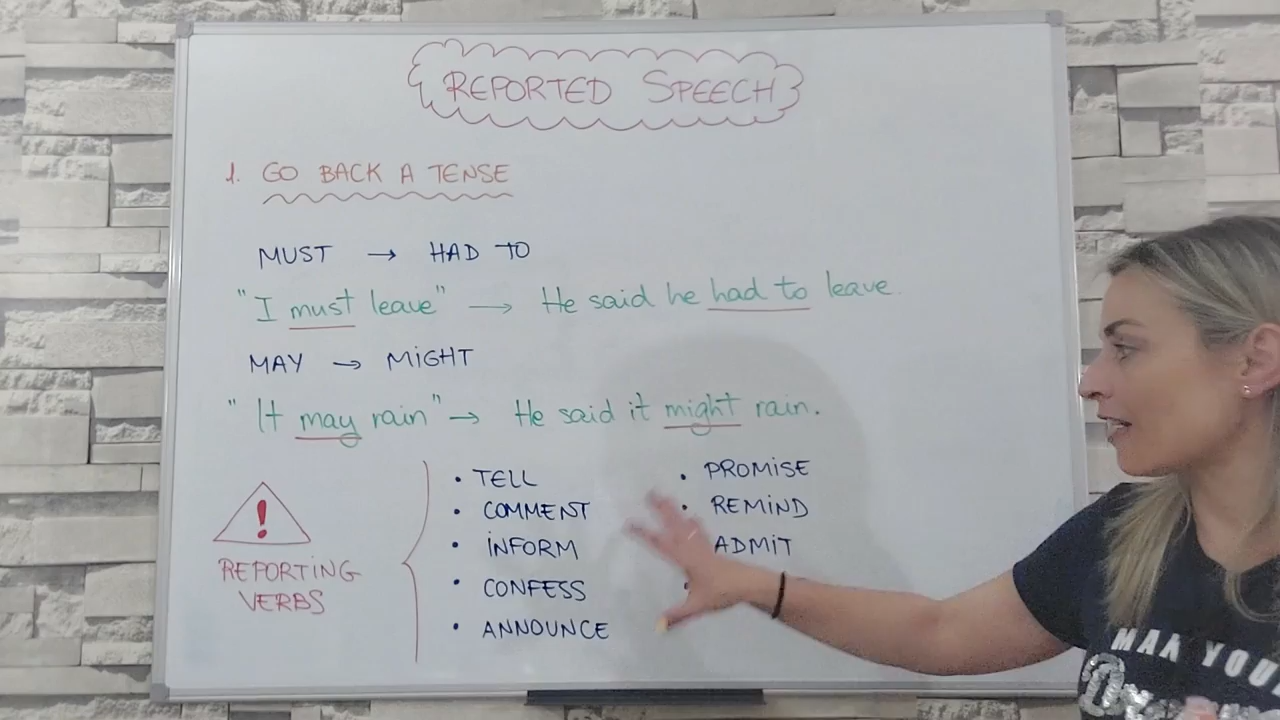 REPORTED SPEECH
1. GO BACK A TENSE
MUST → HAD TO
"I must leave" → He said he had to leave.
MAY → MIGHT
"It may rain" → He said it might rain.
!
REPORTING
VERBS
• TELL
• COMMENT
• INFORM
• CONFESS
• ANNOUNCE
• PROMISE
• REMIND
ADMIT
YOUR